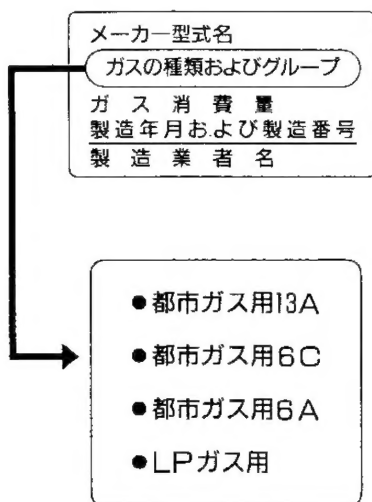 メーカー型式名
ガスの種類およびグループ
ガス消費量
製造年月および製造番号
製造業者名
●都市ガス用13A
●都市ガス用6C
●都市ガス用6A
●LPガス用